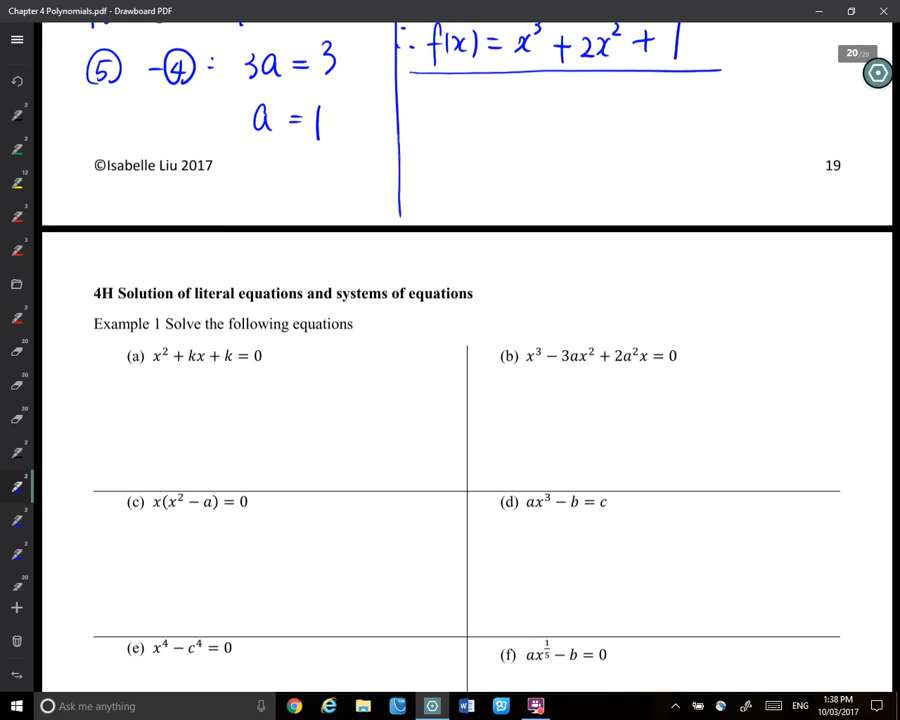 Chapter 4 Polynomials.pdf - Drawboard PDF
∴ f(x) = x³ + 2x² + 1
20/26
⑤ - ④ : 3a = 3
a = 1
©Isabelle Liu 2017
19
4H Solution of literal equations and systems of equations
Example 1 Solve the following equations
(a) x² + kx + k = 0
(b) x³ − 3ax² + 2a²x = 0
(c) x(x² − a) = 0
(d) ax³ − b = c
(e) x⁴ − c⁴ = 0
(f) ax^(1/5) − b = 0
Ask me anything
ENG
1:38 PM
10/03/2017